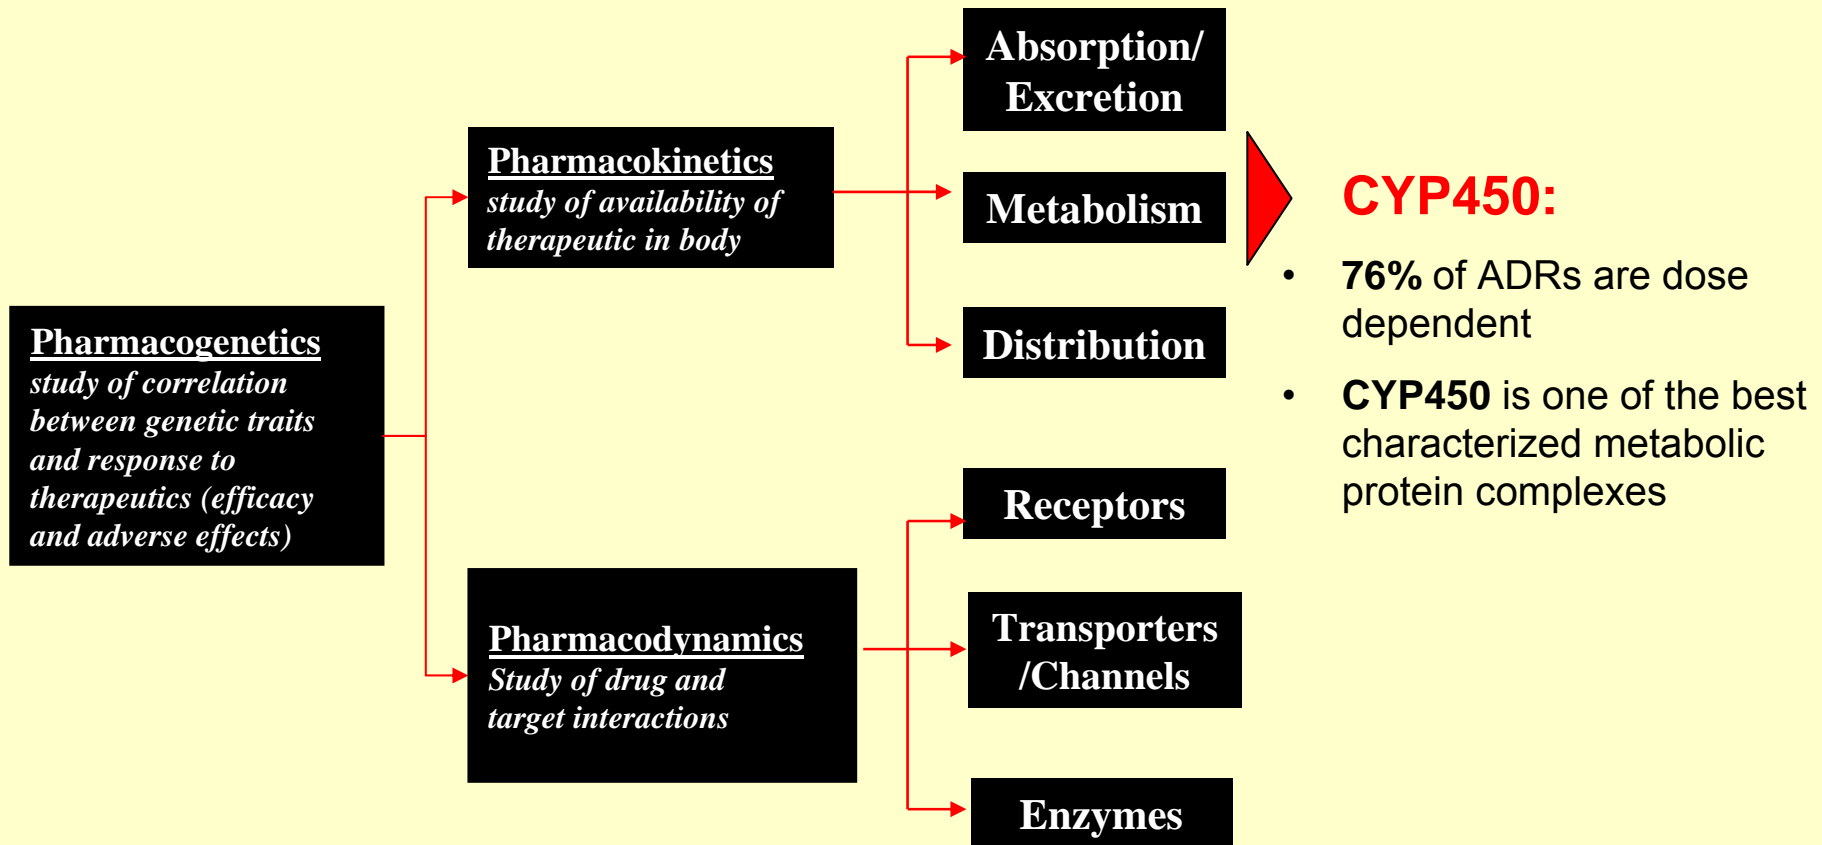 Pharmacogenetics
study of correlation
between genetic traits
and response to
therapeutics (efficacy
and adverse effects)
Pharmacokinetics
study of availability of
therapeutic in body
Pharmacodynamics
Study of drug and
target interactions
Absorption/
Excretion
Metabolism
Distribution
Receptors
Transporters
/Channels
Enzymes
CYP450:
• 76% of ADRs are dose
dependent
• CYP450 is one of the best
characterized metabolic
protein complexes